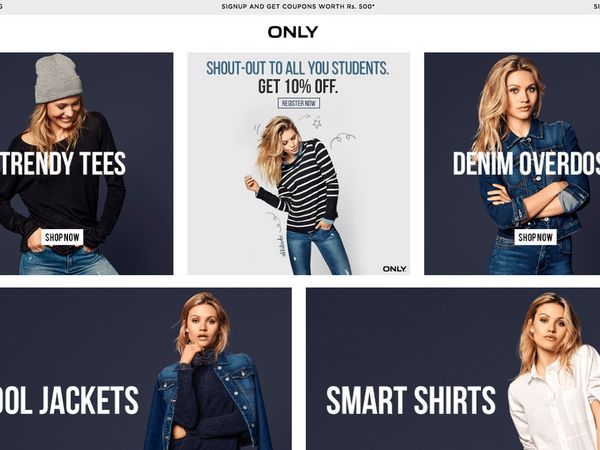 SIGNUP AND GET COUPONS WORTH Rs. 500*
ONLY
TRENDY TEES
SHOP NOW
SHOUT-OUT TO ALL YOU STUDENTS.
GET 10% OFF.
REGISTER NOW
attitude
ONLY
DENIM OVERDOS
SHOP NOW
OOL JACKETS
SMART SHIRTS